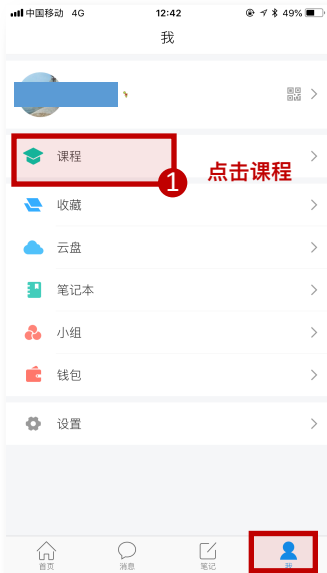 中国移动 4G 12:42 49%
我
课程
1 点击课程
收藏
云盘
笔记本
小组
钱包
设置
首页 消息 笔记 我